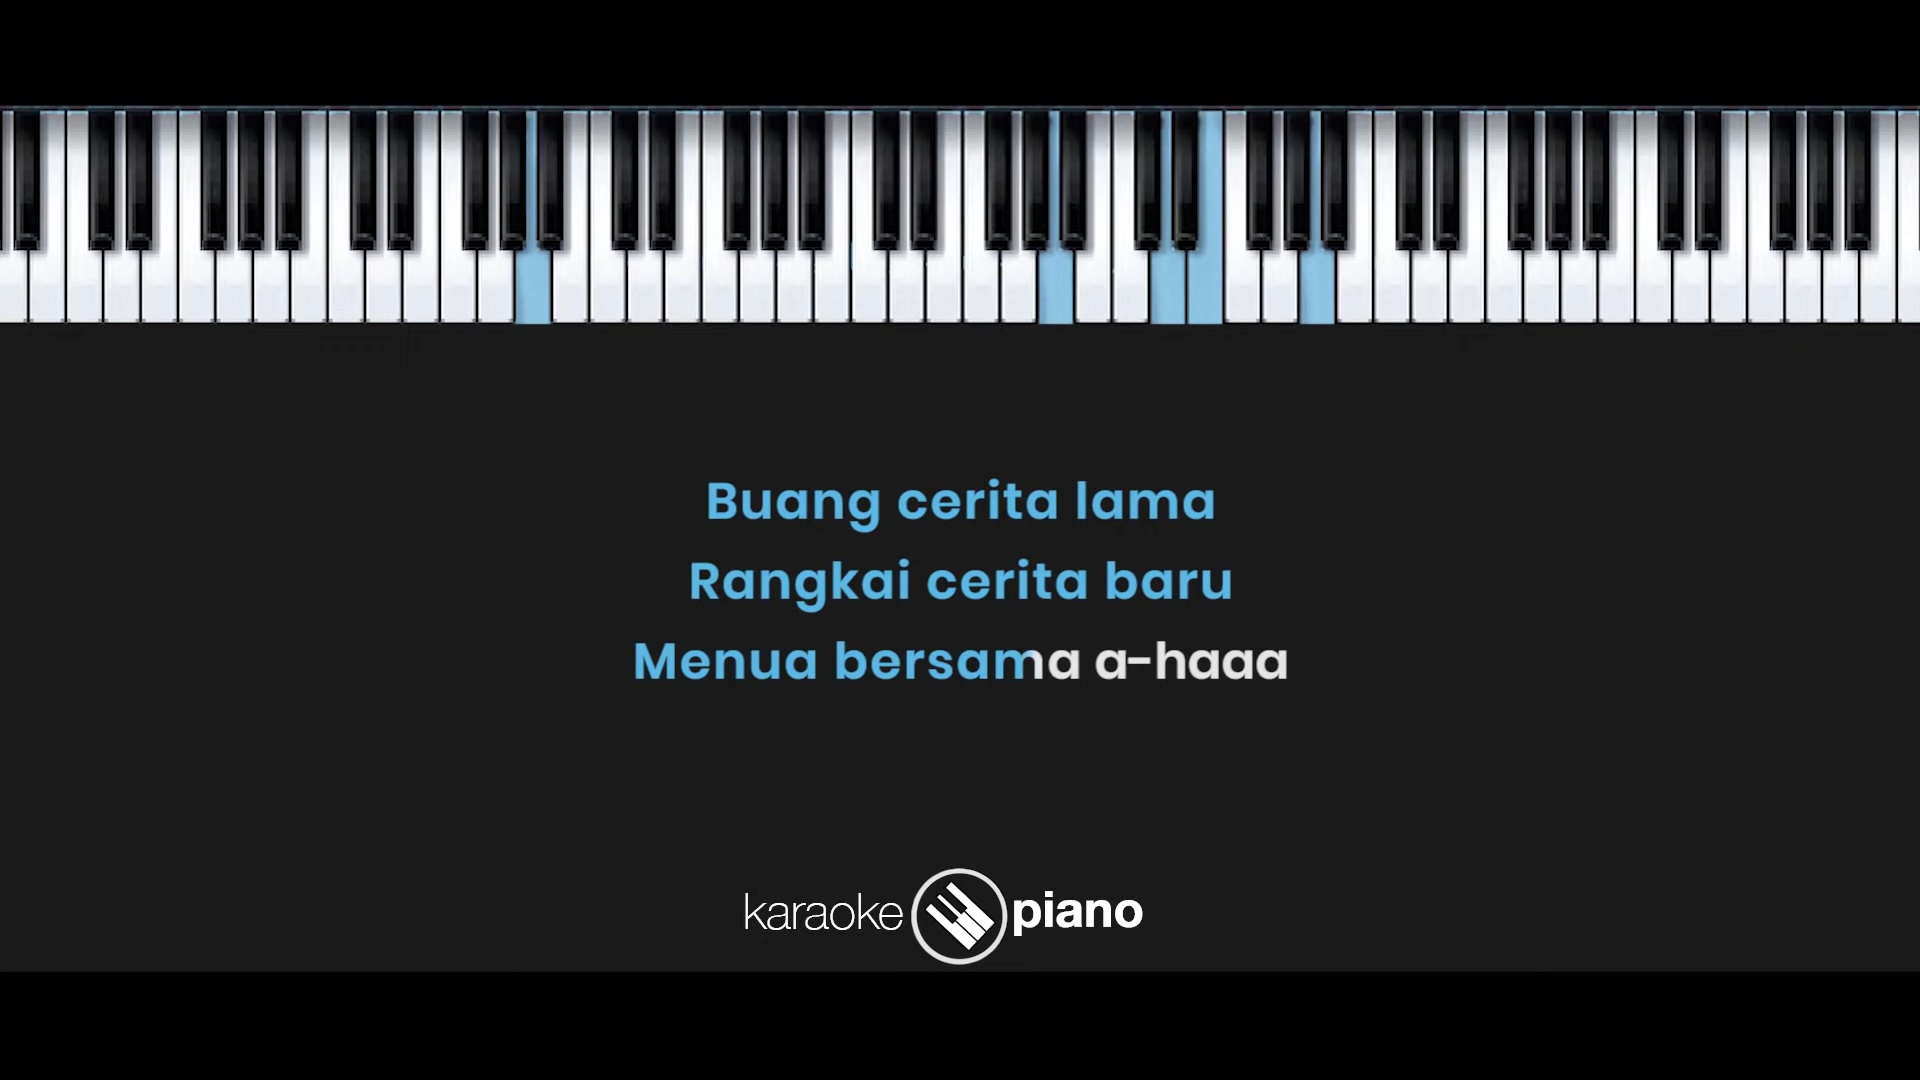 Buang cerita lama
Rangkai cerita baru
Menua bersama a-haaa
karaoke piano